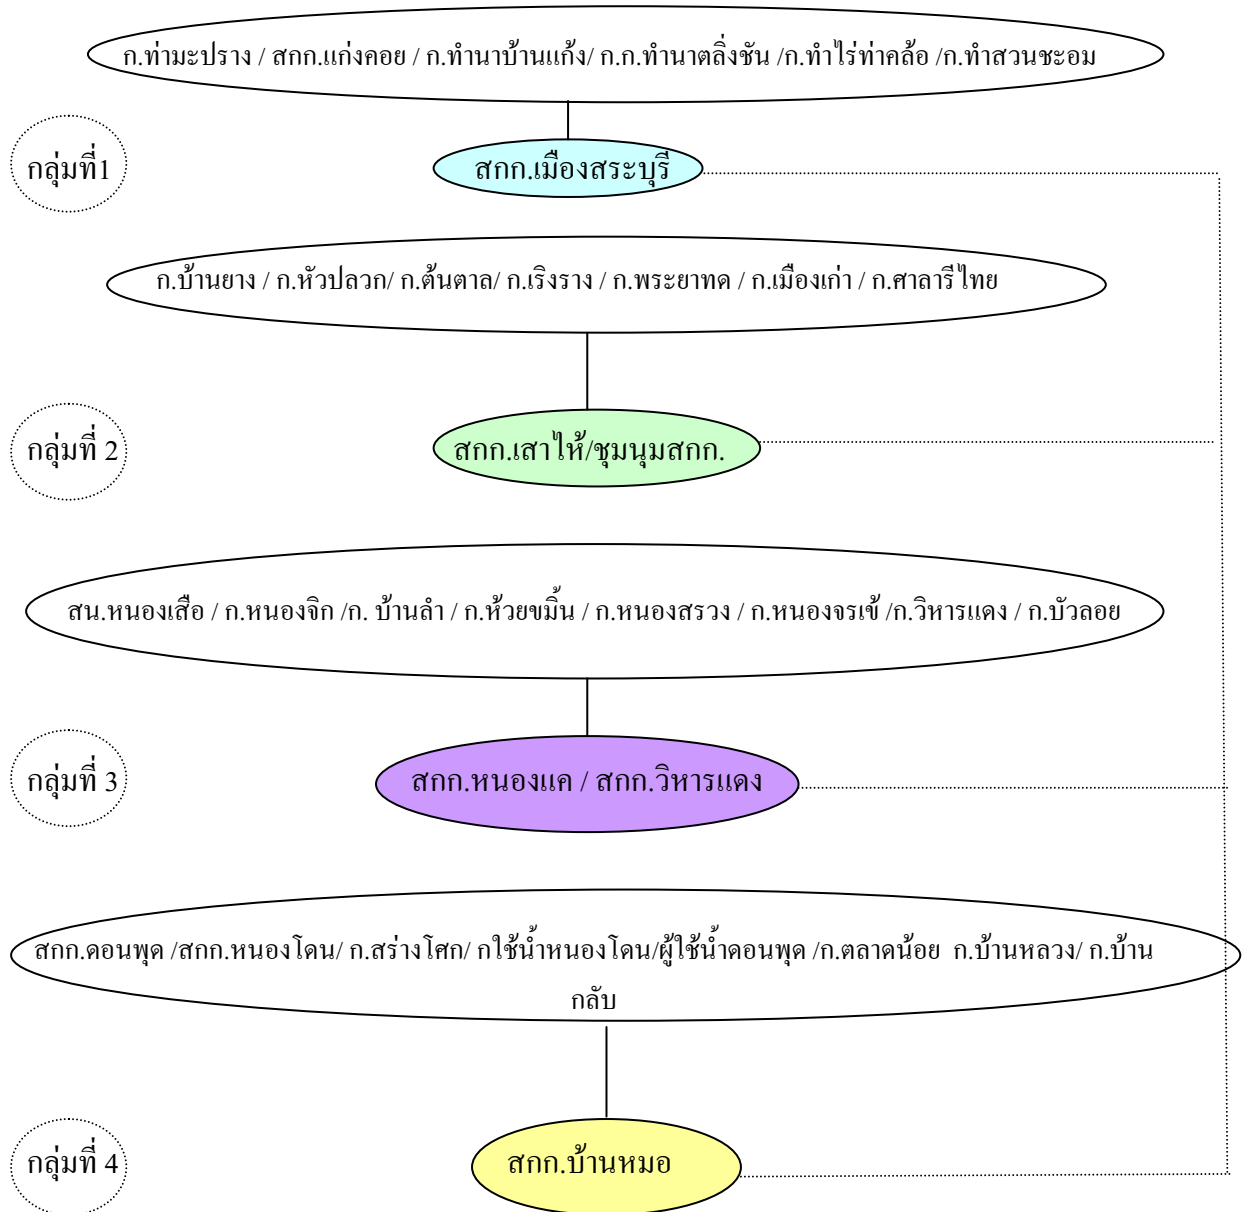 ก.ท่ามะปราง / สกก.แก่งคอย / ก.ทำนาบ้านแก้ง/ ก.ก.ทำนาตลิ่งชัน /ก.ทำไร่ท่าคล้อ /ก.ทำสวนชะอม
กลุ่มที่1
สกก.เมืองสระบุรี
ก.บ้านยาง / ก.หัวปลวก/ ก.ต้นตาล/ ก.เริงราง / ก.พระยาทด / ก.เมืองเก่า / ก.ศาลารีไทย
กลุ่มที่ 2
สกก.เสาไห้/ชุมนุมสกก.
สน.หนองเสือ / ก.หนองจิก /ก. บ้านลำ / ก.ห้วยขมิ้น / ก.หนองสรวง / ก.หนองจรเข้ /ก.วิหารแดง / ก.บัวลอย
กลุ่มที่ 3
สกก.หนองแค / สกก.วิหารแดง
สกก.ดอนพุด /สกก.หนองโดน/ ก.สร่างโศก/ กใช้น้ำหนองโดน/ผู้ใช้น้ำดอนพุด /ก.ตลาดน้อย ก.บ้านหลวง/ ก.บ้าน
กลับ
กลุ่มที่ 4
สกก.บ้านหมอ